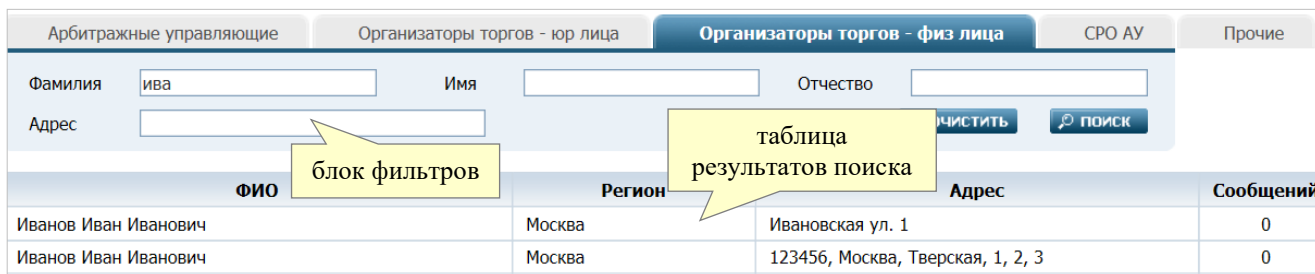 Арбитражные управляющие Организаторы торгов - юр лица Организаторы торгов - физ лица СРО АУ Прочие
Фамилия ива Имя Отчество
Адрес ПОИСК
блок фильтров
таблица
результатов поиска
ФИО Регион Адрес Сообщений
Иванов Иван Иванович Москва Ивановская ул. 1 0
Иванов Иван Иванович Москва 123456, Москва, Тверская, 1, 2, 3 0